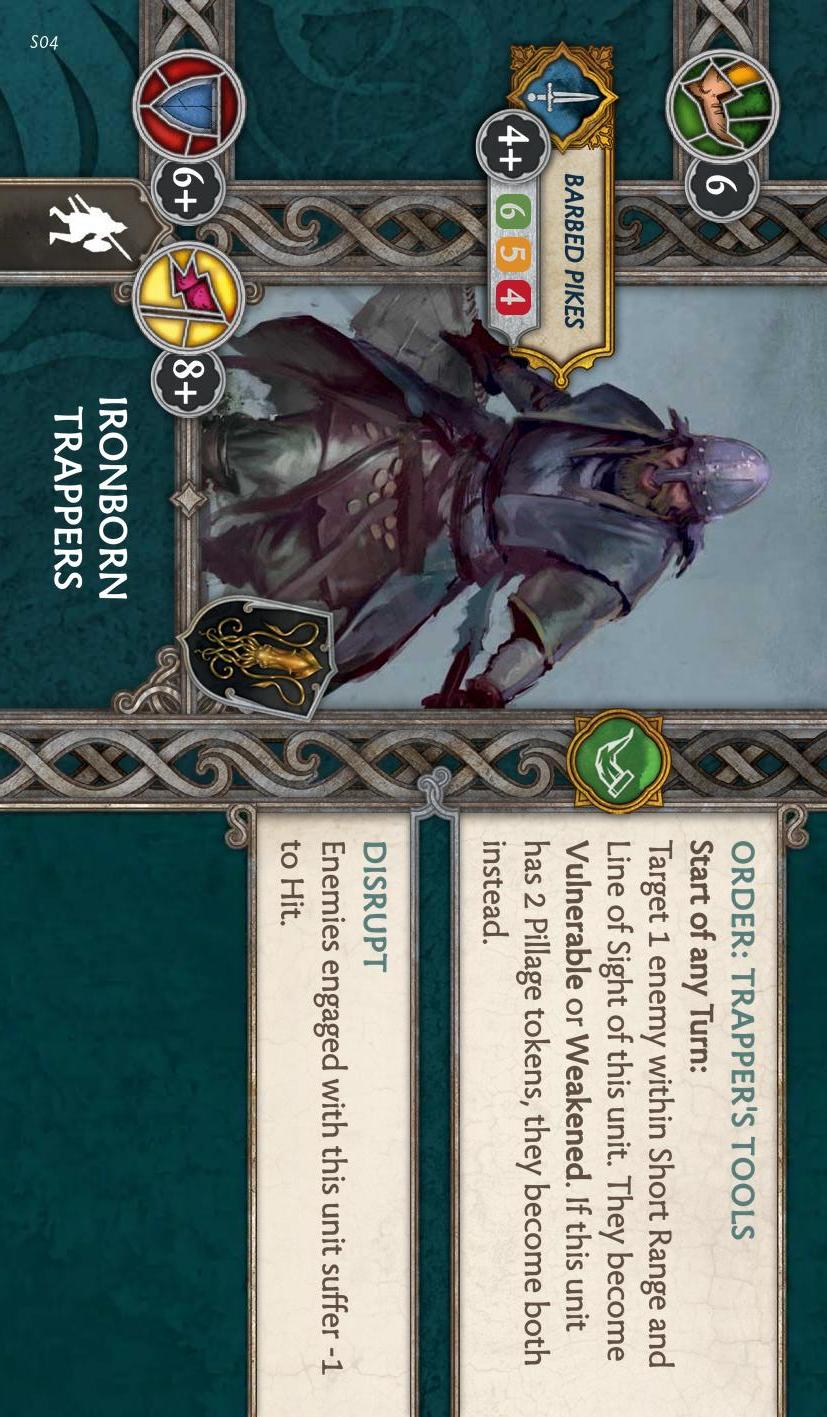 6
BARBED PIKES
4+
6 5 4
6+
8+
IRONBORN
TRAPPERS
S04
ORDER: TRAPPER'S TOOLS
Start of any Turn:
Target 1 enemy within Short Range and
Line of Sight of this unit. They become
Vulnerable or Weakened. If this unit
has 2 Pillage tokens, they become both
instead.
DISRUPT
Enemies engaged with this unit suffer -1
to Hit.